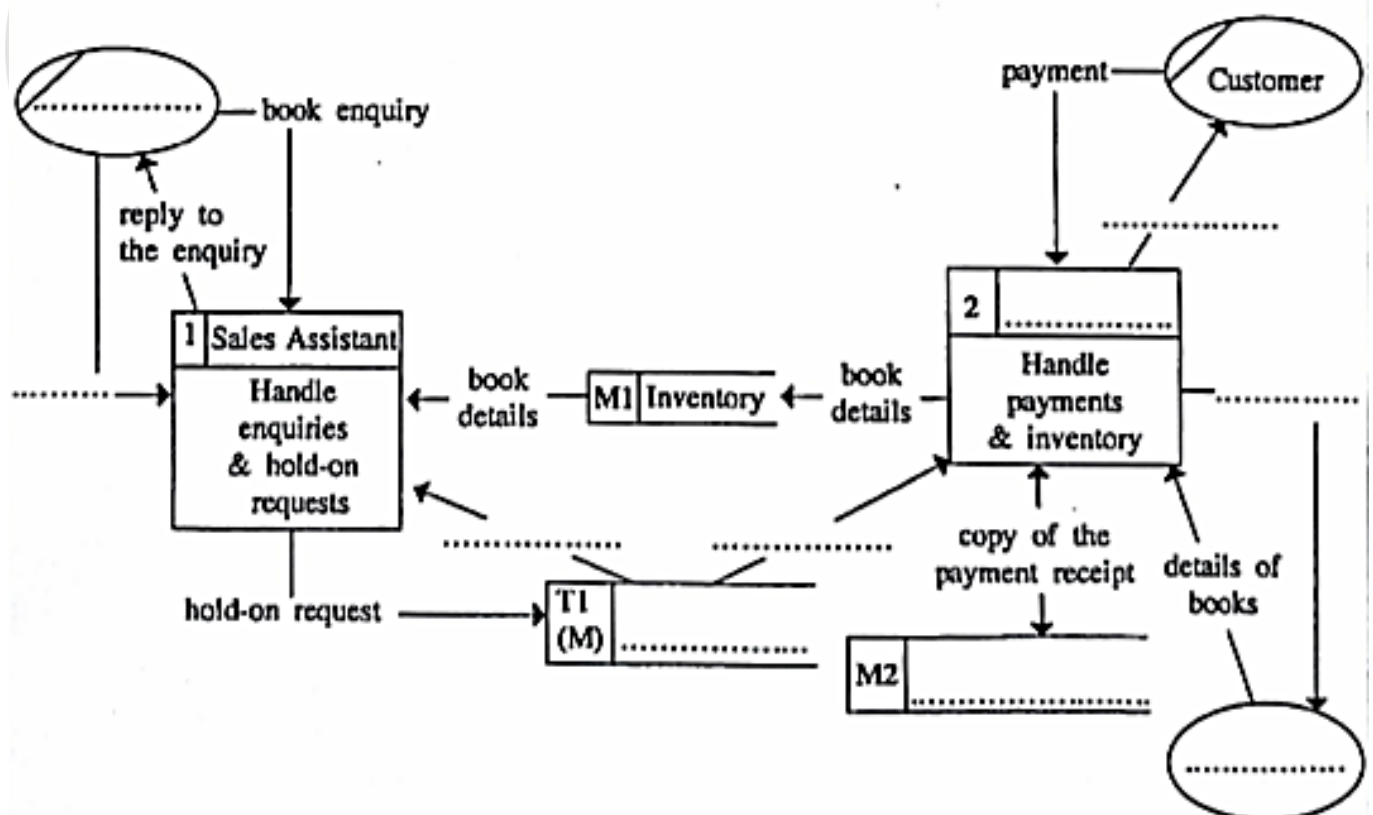 payment
Customer
book enquiry
reply to
the enquiry
1 Sales Assistant
Handle
enquiries
& hold-on
requests
book
details
M1 Inventory
book
details
2
Handle
payments
& inventory
copy of the
payment receipt
details of
books
hold-on request
T1
(M)
M2